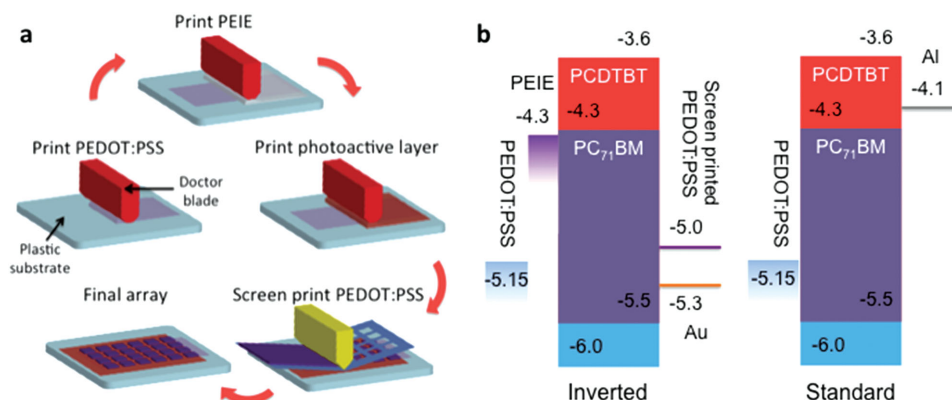 a
Print PEIE
Print PEDOT:PSS
Doctor
blade
Plastic
substrate
Print photoactive layer
Screen print PEDOT:PSS
Final array
b
-3.6
PCDTBT
PEIE
-4.3
-4.3
PC71BM
PEDOT:PSS
-5.15
Screen printed
PEDOT:PSS
-5.0
-5.3
Au
-5.5
-6.0
Inverted
-3.6
PCDTBT
Al
-4.1
-4.3
PC71BM
PEDOT:PSS
-5.15
-5.5
-6.0
Standard